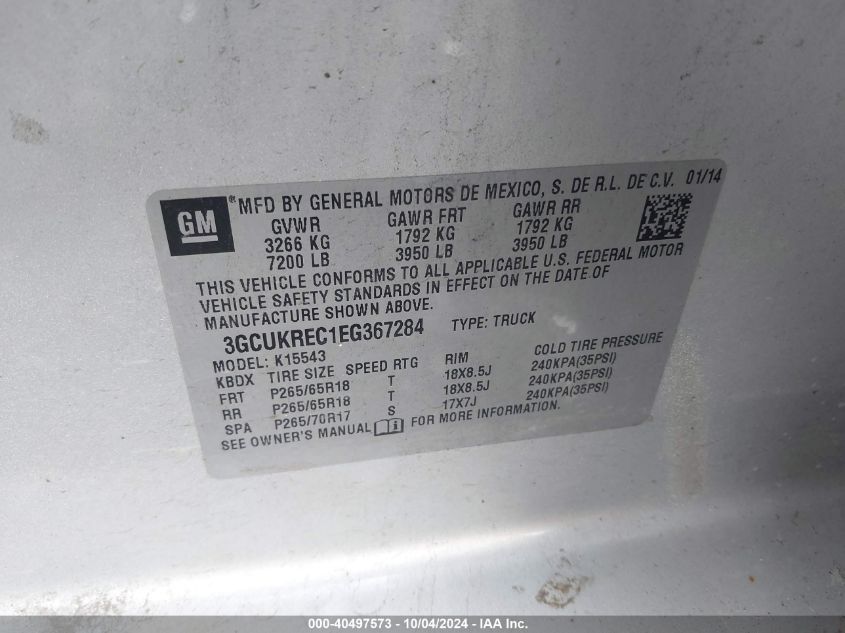 GM ® MFD BY GENERAL MOTORS DE MEXICO, S. DE R.L. DE C.V. 01/14
GVWR GAWR FRT GAWR RR
3266 KG 1792 KG 1792 KG
7200 LB 3950 LB 3950 LB
THIS VEHICLE CONFORMS TO ALL APPLICABLE U.S. FEDERAL MOTOR
VEHICLE SAFETY STANDARDS IN EFFECT ON THE DATE OF
MANUFACTURE SHOWN ABOVE.
3GCUKREC1EG367284 TYPE: TRUCK
MODEL: K15543
KBDX TIRE SIZE SPEED RTG RIM COLD TIRE PRESSURE
FRT P265/65R18 T 18X8.5J 240KPA(35PSI)
RR P265/65R18 T 18X8.5J 240KPA(35PSI)
SPA P265/70R17 S 17X7J 240KPA(35PSI)
SEE OWNER'S MANUAL i FOR MORE INFORMATION.
000-40497573 - 10/04/2024 - IAA Inc.